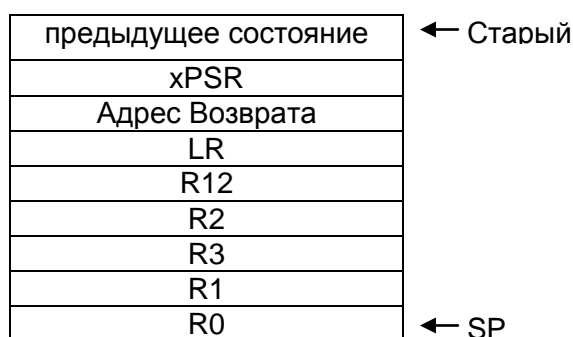 предыдущее состояние
Старый
xPSR
Адрес Возврата
LR
R12
R2
R3
R1
R0
SP